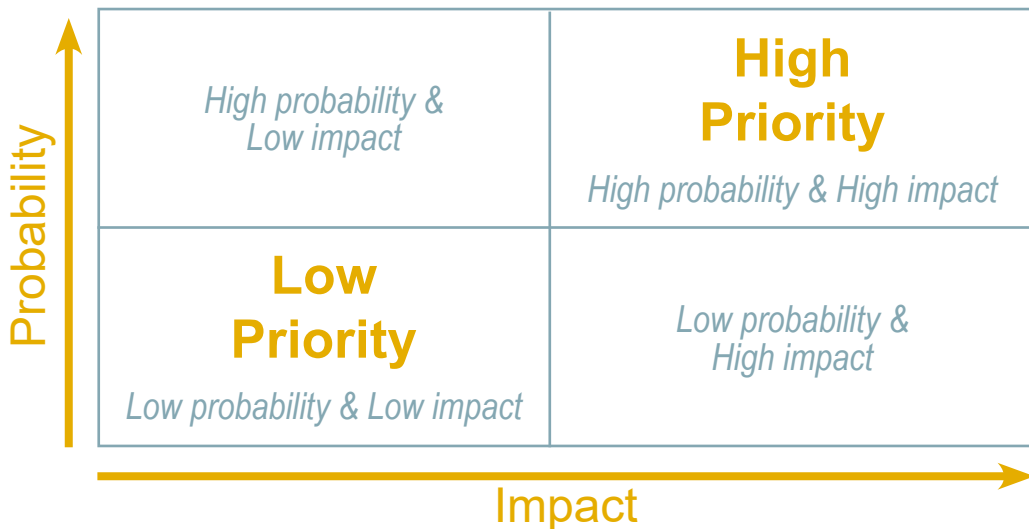 Probability
High probability &
Low impact
High
Priority
High probability & High impact
Low
Priority
Low probability & Low impact
Low probability &
High impact
Impact